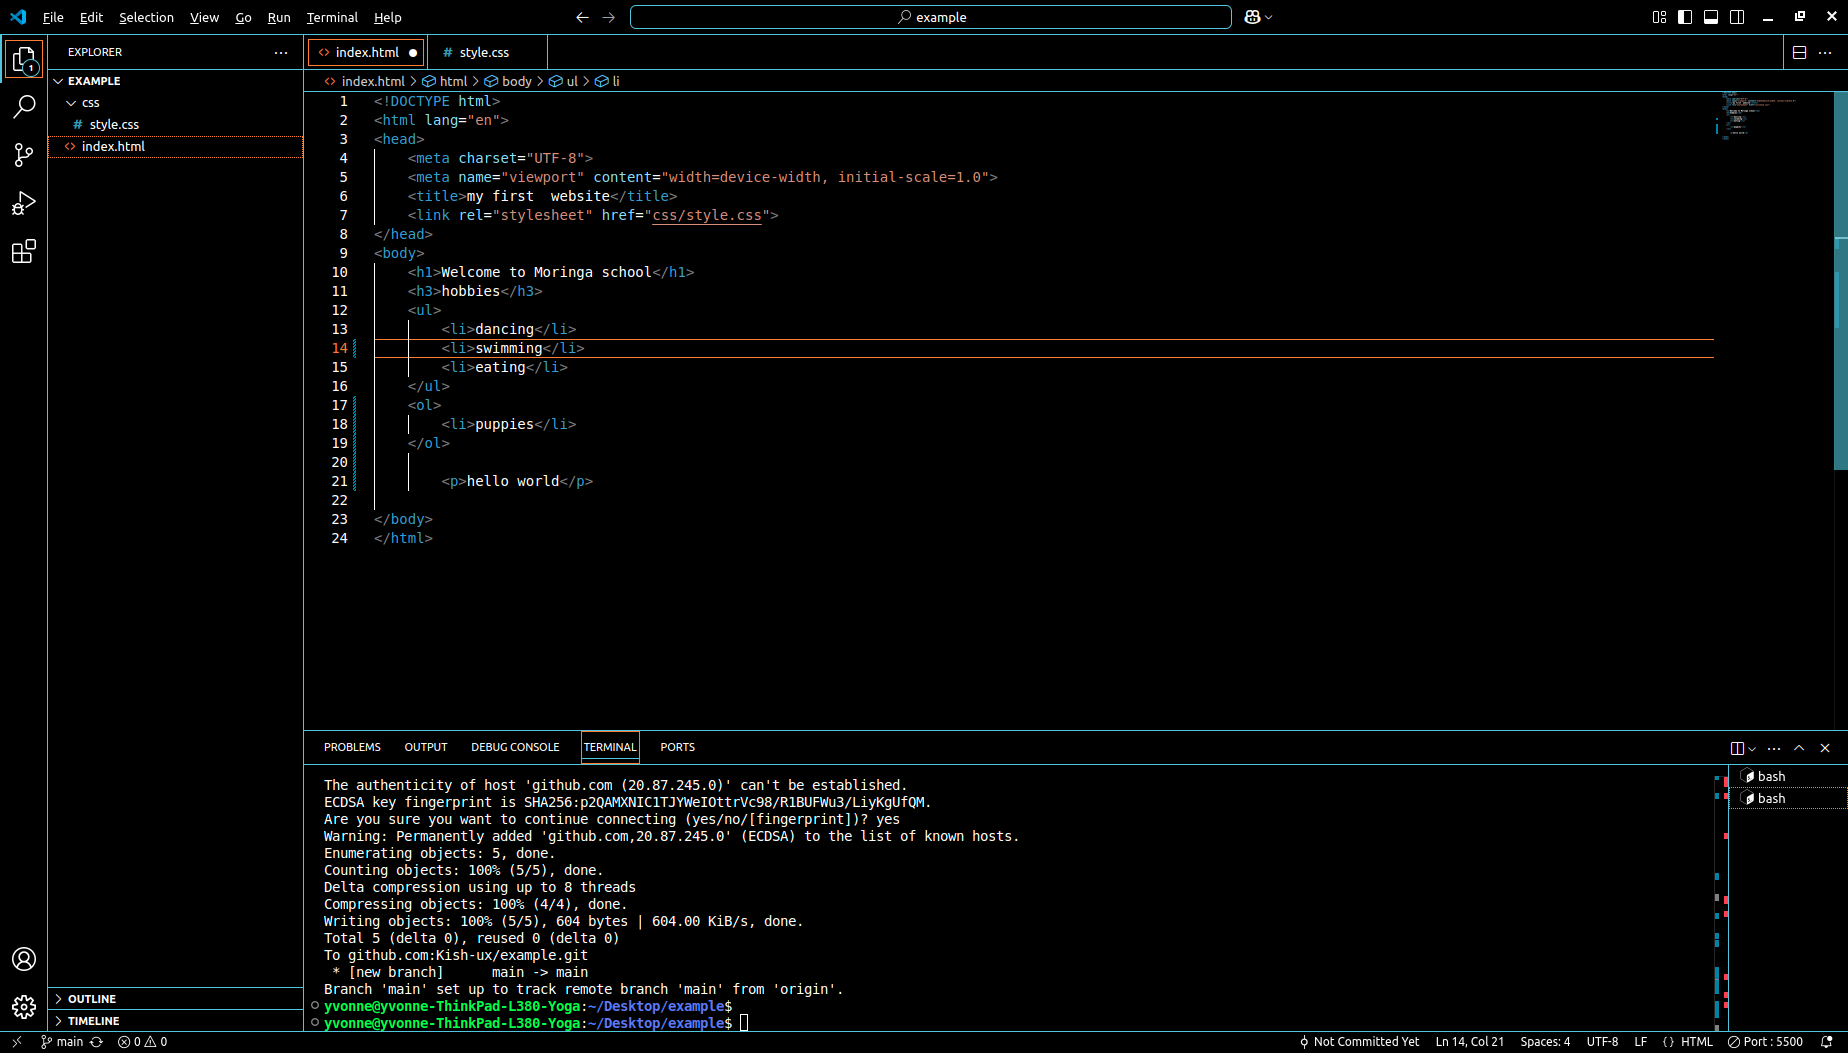 File Edit Selection View Go Run Terminal Help
example
EXPLORER
EXAMPLE
css
# style.css
<> index.html
OUTLINE
TIMELINE
1
<> index.html
# style.css
<> index.html > html > body > ul > li
1 <!DOCTYPE html>
2 <html lang="en">
3 <head>
4 <meta charset="UTF-8">
5 <meta name="viewport" content="width=device-width, initial-scale=1.0">
6 <title>my first  website</title>
7 <link rel="stylesheet" href="css/style.css">
8 </head>
9 <body>
10 <h1>Welcome to Moringa school</h1>
11 <h3>hobbies</h3>
12 <ul>
13 <li>dancing</li>
14 <li>swimming</li>
15 <li>eating</li>
16 </ul>
17 <ol>
18 <li>puppies</li>
19 </ol>
20
21 <p>hello world</p>
22
23 </body>
24 </html>
PROBLEMS OUTPUT DEBUG CONSOLE TERMINAL PORTS
The authenticity of host 'github.com (20.87.245.0)' can't be established.
ECDSA key fingerprint is SHA256:p2QAMXNIC1TJYWeIOttrVc98/R1BUFWu3/LiyKgUfQM.
Are you sure you want to continue connecting (yes/no/[fingerprint])? yes
Warning: Permanently added 'github.com,20.87.245.0' (ECDSA) to the list of known hosts.
Enumerating objects: 5, done.
Counting objects: 100% (5/5), done.
Delta compression using up to 8 threads
Compressing objects: 100% (4/4), done.
Writing objects: 100% (5/5), 604 bytes | 604.00 KiB/s, done.
Total 5 (delta 0), reused 0 (delta 0)
To github.com:Kish-ux/example.git
 * [new branch]      main -> main
Branch 'main' set up to track remote branch 'main' from 'origin'.
yvonne@yvonne-ThinkPad-L380-Yoga:~/Desktop/example$
yvonne@yvonne-ThinkPad-L380-Yoga:~/Desktop/example$
bash
bash
main 0 0 Not Committed Yet Ln 14, Col 21 Spaces: 4 UTF-8 LF {} HTML Port : 5500